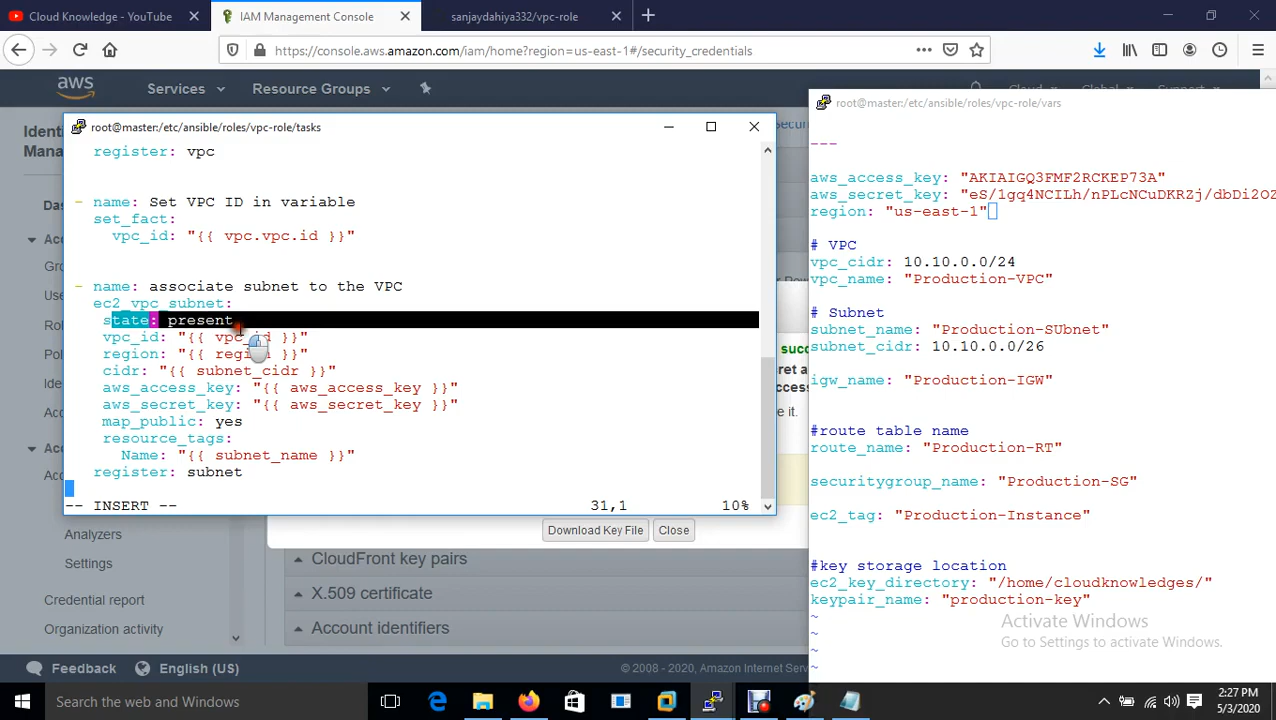 Cloud Knowledge - YouTube
IAM Management Console
sanjaydahiya332/vpc-role
https://console.aws.amazon.com/iam/home?region=us-east-1#/security_credentials
aws
Services
Resource Groups
root@master:/etc/ansible/roles/vpc-role/tasks
register: vpc
- name: Set VPC ID in variable
set_fact:
vpc_id: "{{ vpc.vpc.id }}"
- name: associate subnet to the VPC
ec2_vpc_subnet:
state: present
vpc_id: "{{ vpc_id }}"
region: "{{ region }}"
cidr: "{{ subnet_cidr }}"
aws_access_key: "{{ aws_access_key }}"
aws_secret_key: "{{ aws_secret_key }}"
map_public: yes
resource_tags:
Name: "{{ subnet_name }}"
register: subnet
-- INSERT --
31,1
10%
root@master:/etc/ansible/roles/vpc-role/vars
---
aws_access_key: "AKIAIGQ3FMF2RCKEP73A"
aws_secret_key: "eS/1gq4NCILh/nPLcNCuDKRZj/dbDi2OZ
region: "us-east-1"
# VPC
vpc_cidr: 10.10.0.0/24
vpc_name: "Production-VPC"
# Subnet
subnet_name: "Production-SUbnet"
subnet_cidr: 10.10.0.0/26
igw_name: "Production-IGW"
#route table name
route_name: "Production-RT"
securitygroup_name: "Production-SG"
ec2_tag: "Production-Instance"
#key storage location
ec2_key_directory: "/home/cloudknowledges/"
keypair_name: "production-key"
~
~
~
~
Activate Windows
Go to Settings to activate Windows.
Download Key File
Close
Analyzers
Settings
Credential report
Organization activity
CloudFront key pairs
X.509 certificate
Account identifiers
Feedback
English (US)
© 2008 - 2020, Amazon Internet Serv
Search the web and Windows
2:27 PM
5/3/2020